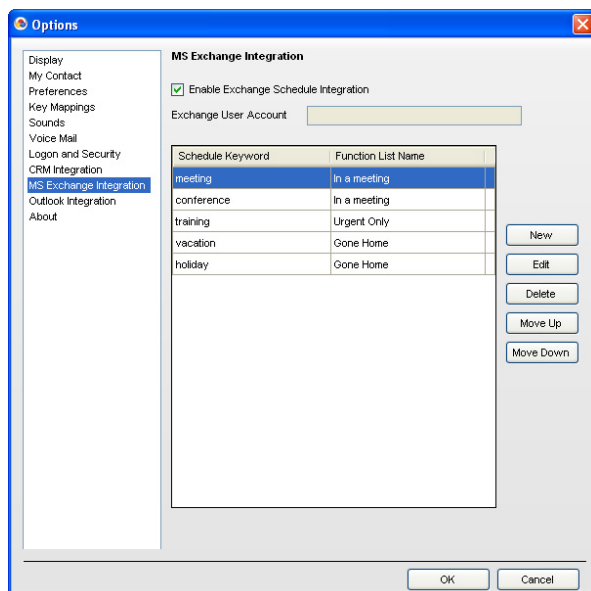 Options
Display
My Contact
Preferences
Key Mappings
Sounds
Voice Mail
Logon and Security
CRM Integration
MS Exchange Integration
Outlook Integration
About
MS Exchange Integration
Enable Exchange Schedule Integration
Exchange User Account
Schedule Keyword Function List Name
meeting In a meeting
conference In a meeting
training Urgent Only
vacation Gone Home
holiday Gone Home
New
Edit
Delete
Move Up
Move Down
OK Cancel